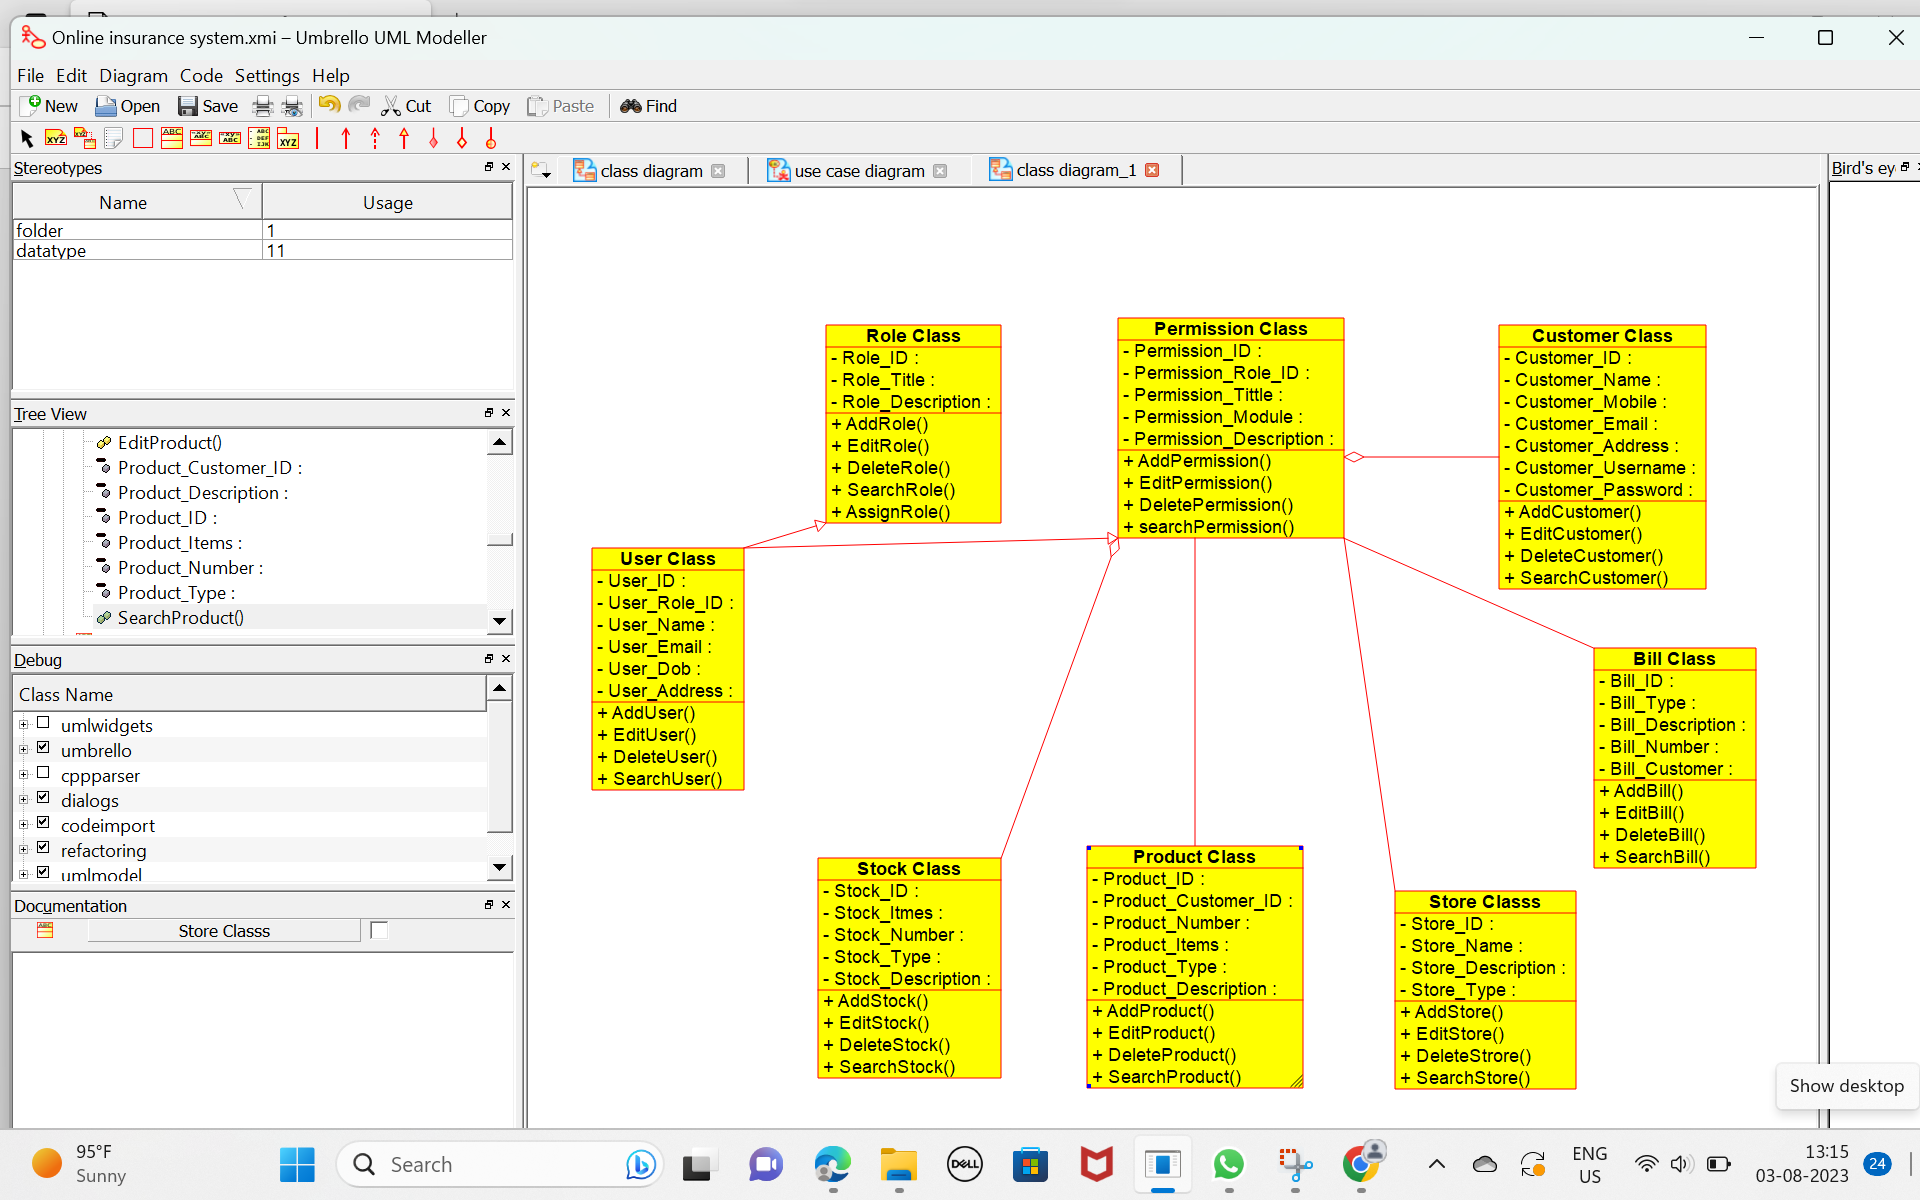 Online insurance system.xmi – Umbrello UML Modeller
File Edit Diagram Code Settings Help
New Open Save Cut Copy Paste Find
Stereotypes
Name Usage
folder 1
datatype 11
Tree View
EditProduct()
Product_Customer_ID :
Product_Description :
Product_ID :
Product_Items :
Product_Number :
Product_Type :
SearchProduct()
Debug
Class Name
umlwidgets
umbrello
cppparser
dialogs
codeimport
refactoring
umlmodel
Documentation
Store Classs
class diagram
use case diagram
class diagram_1
Bird's ey
Role Class
- Role_ID :
- Role_Title :
- Role_Description :
+ AddRole()
+ EditRole()
+ DeleteRole()
+ SearchRole()
+ AssignRole()
Permission Class
- Permission_ID :
- Permission_Role_ID :
- Permission_Tittle :
- Permission_Module :
- Permission_Description :
+ AddPermission()
+ EditPermission()
+ DeletePermission()
+ searchPermission()
Customer Class
- Customer_ID :
- Customer_Name :
- Customer_Mobile :
- Customer_Email :
- Customer_Address :
- Customer_Username :
- Customer_Password :
+ AddCustomer()
+ EditCustomer()
+ DeleteCustomer()
+ SearchCustomer()
User Class
- User_ID :
- User_Role_ID :
- User_Name :
- User_Email :
- User_Dob :
- User_Address :
+ AddUser()
+ EditUser()
+ DeleteUser()
+ SearchUser()
Bill Class
- Bill_ID :
- Bill_Type :
- Bill_Description :
- Bill_Number :
- Bill_Customer :
+ AddBill()
+ EditBill()
+ DeleteBill()
+ SearchBill()
Stock Class
- Stock_ID :
- Stock_Itmes :
- Stock_Number :
- Stock_Type :
- Stock_Description :
+ AddStock()
+ EditStock()
+ DeleteStock()
+ SearchStock()
Product Class
- Product_ID :
- Product_Customer_ID :
- Product_Number :
- Product_Items :
- Product_Type :
- Product_Description :
+ AddProduct()
+ EditProduct()
+ DeleteProduct()
+ SearchProduct()
Store Classs
- Store_ID :
- Store_Name :
- Store_Description :
- Store_Type :
+ AddStore()
+ EditStore()
+ DeleteStrore()
+ SearchStore()
Show desktop
95°F
Sunny
Search
DELL
ENG
US
13:15
03-08-2023
24